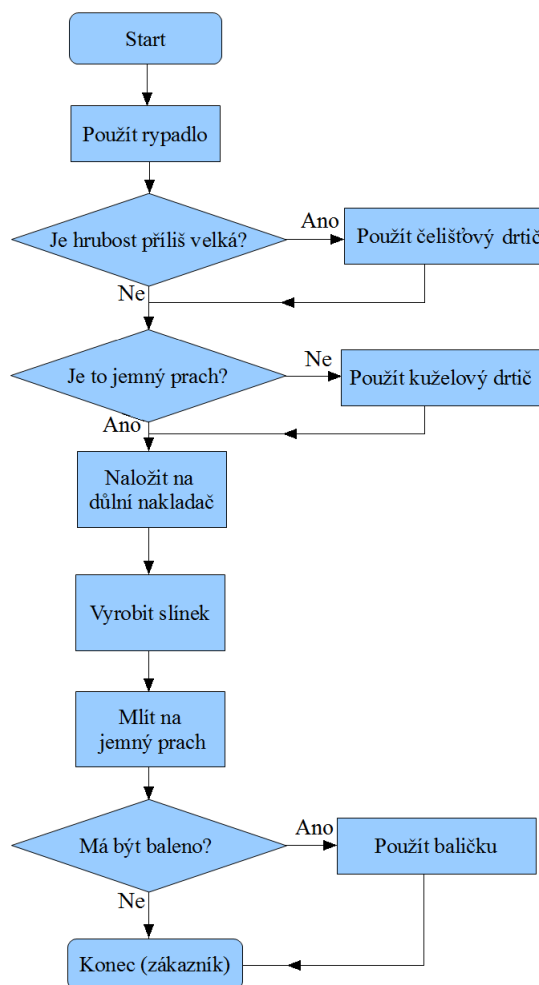 Start
Použít rypadlo
Je hrubost příliš velká?
Ano
Použít čelišťový drtič
Ne
Je to jemný prach?
Ne
Použít kuželový drtič
Ano
Naložit na
důlní nakladač
Vyrobit slínek
Mlít na
jemný prach
Má být baleno?
Ano
Použít baličku
Ne
Konec (zákazník)